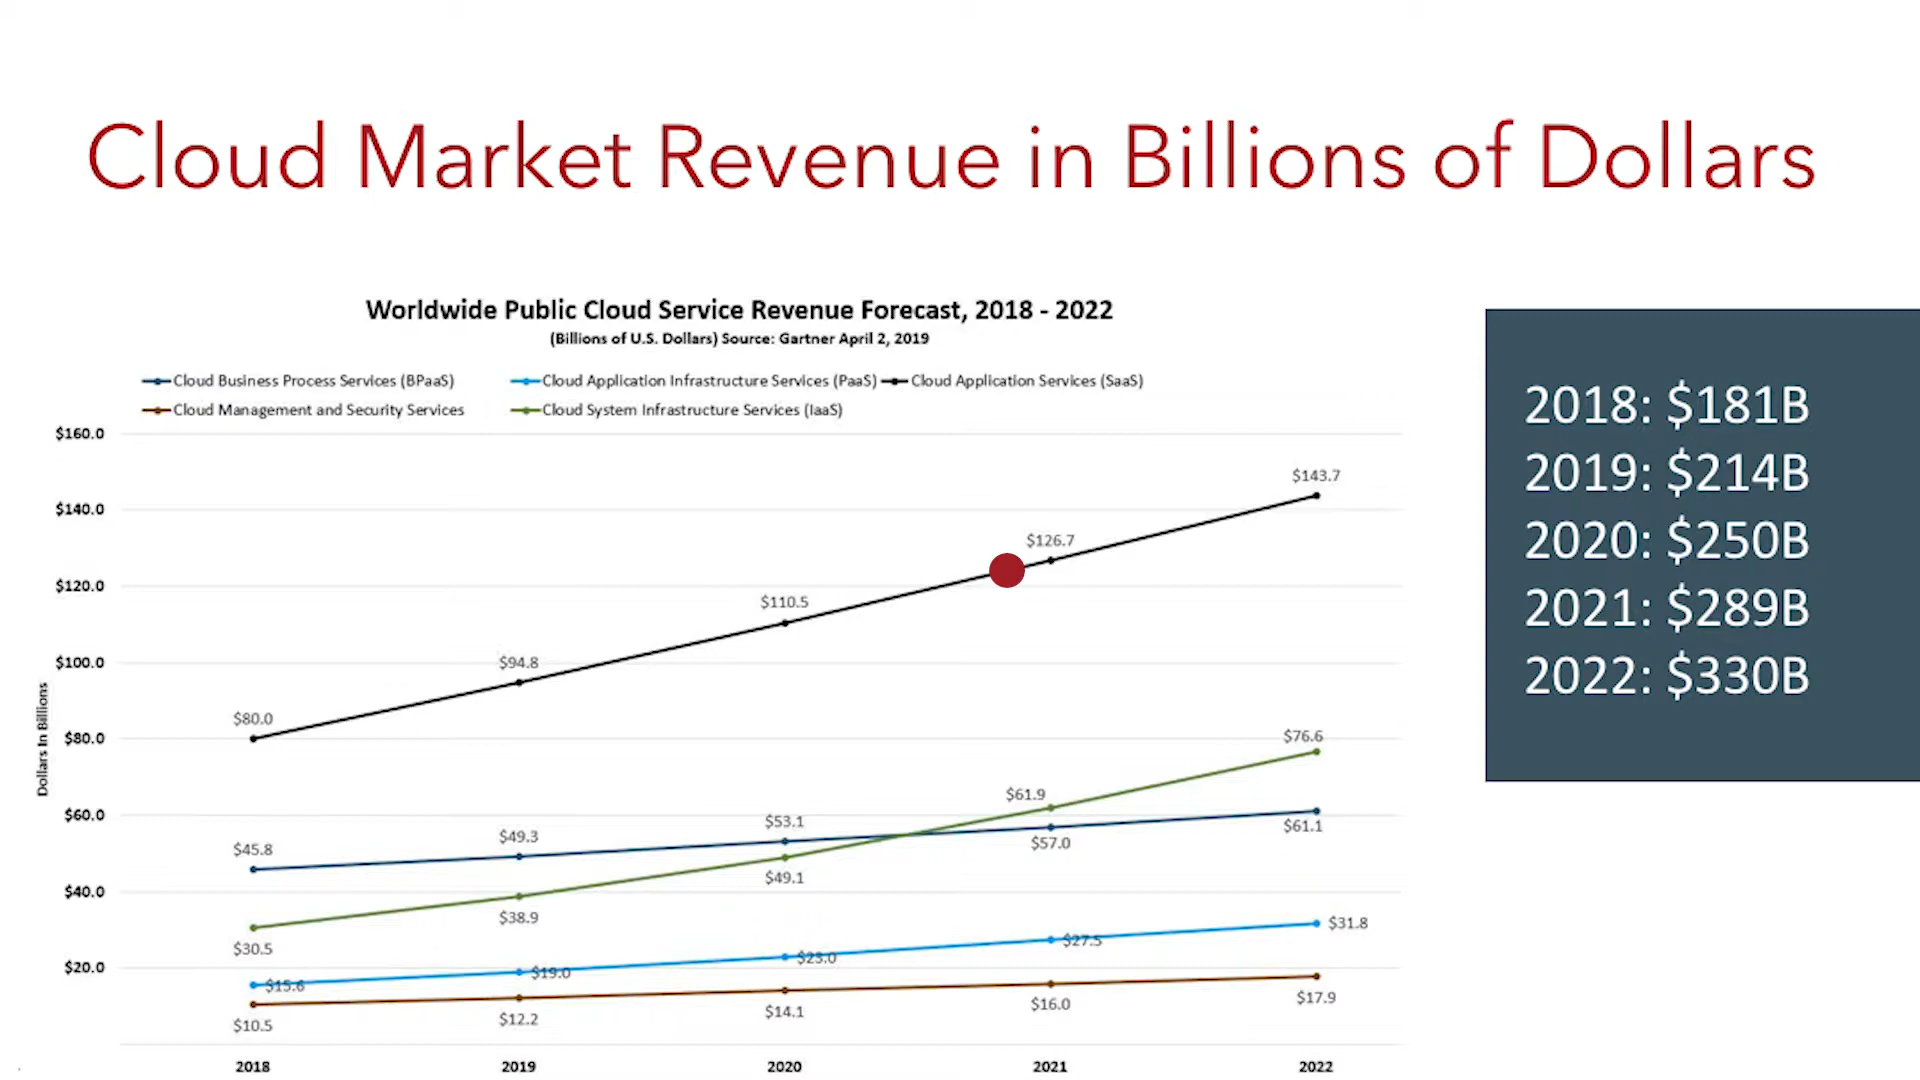 Cloud Market Revenue in Billions of Dollars
Worldwide Public Cloud Service Revenue Forecast, 2018 - 2022
(Billions of U.S. Dollars) Source: Gartner April 2, 2019
Cloud Business Process Services (BPaaS) Cloud Application Infrastructure Services (PaaS) Cloud Application Services (SaaS)
Cloud Management and Security Services Cloud System Infrastructure Services (IaaS)
Dollars In Billions
$160.0
$140.0
$120.0
$100.0
$80.0
$60.0
$40.0
$20.0
$80.0 $94.8 $110.5 $126.7 $143.7
$45.8 $49.3 $53.1 $57.0 $61.1
$30.5 $38.9 $49.1 $61.9 $76.6
$15.6 $19.0 $23.0 $27.5 $31.8
$10.5 $12.2 $14.1 $16.0 $17.9
2018 2019 2020 2021 2022
2018: $181B
2019: $214B
2020: $250B
2021: $289B
2022: $330B